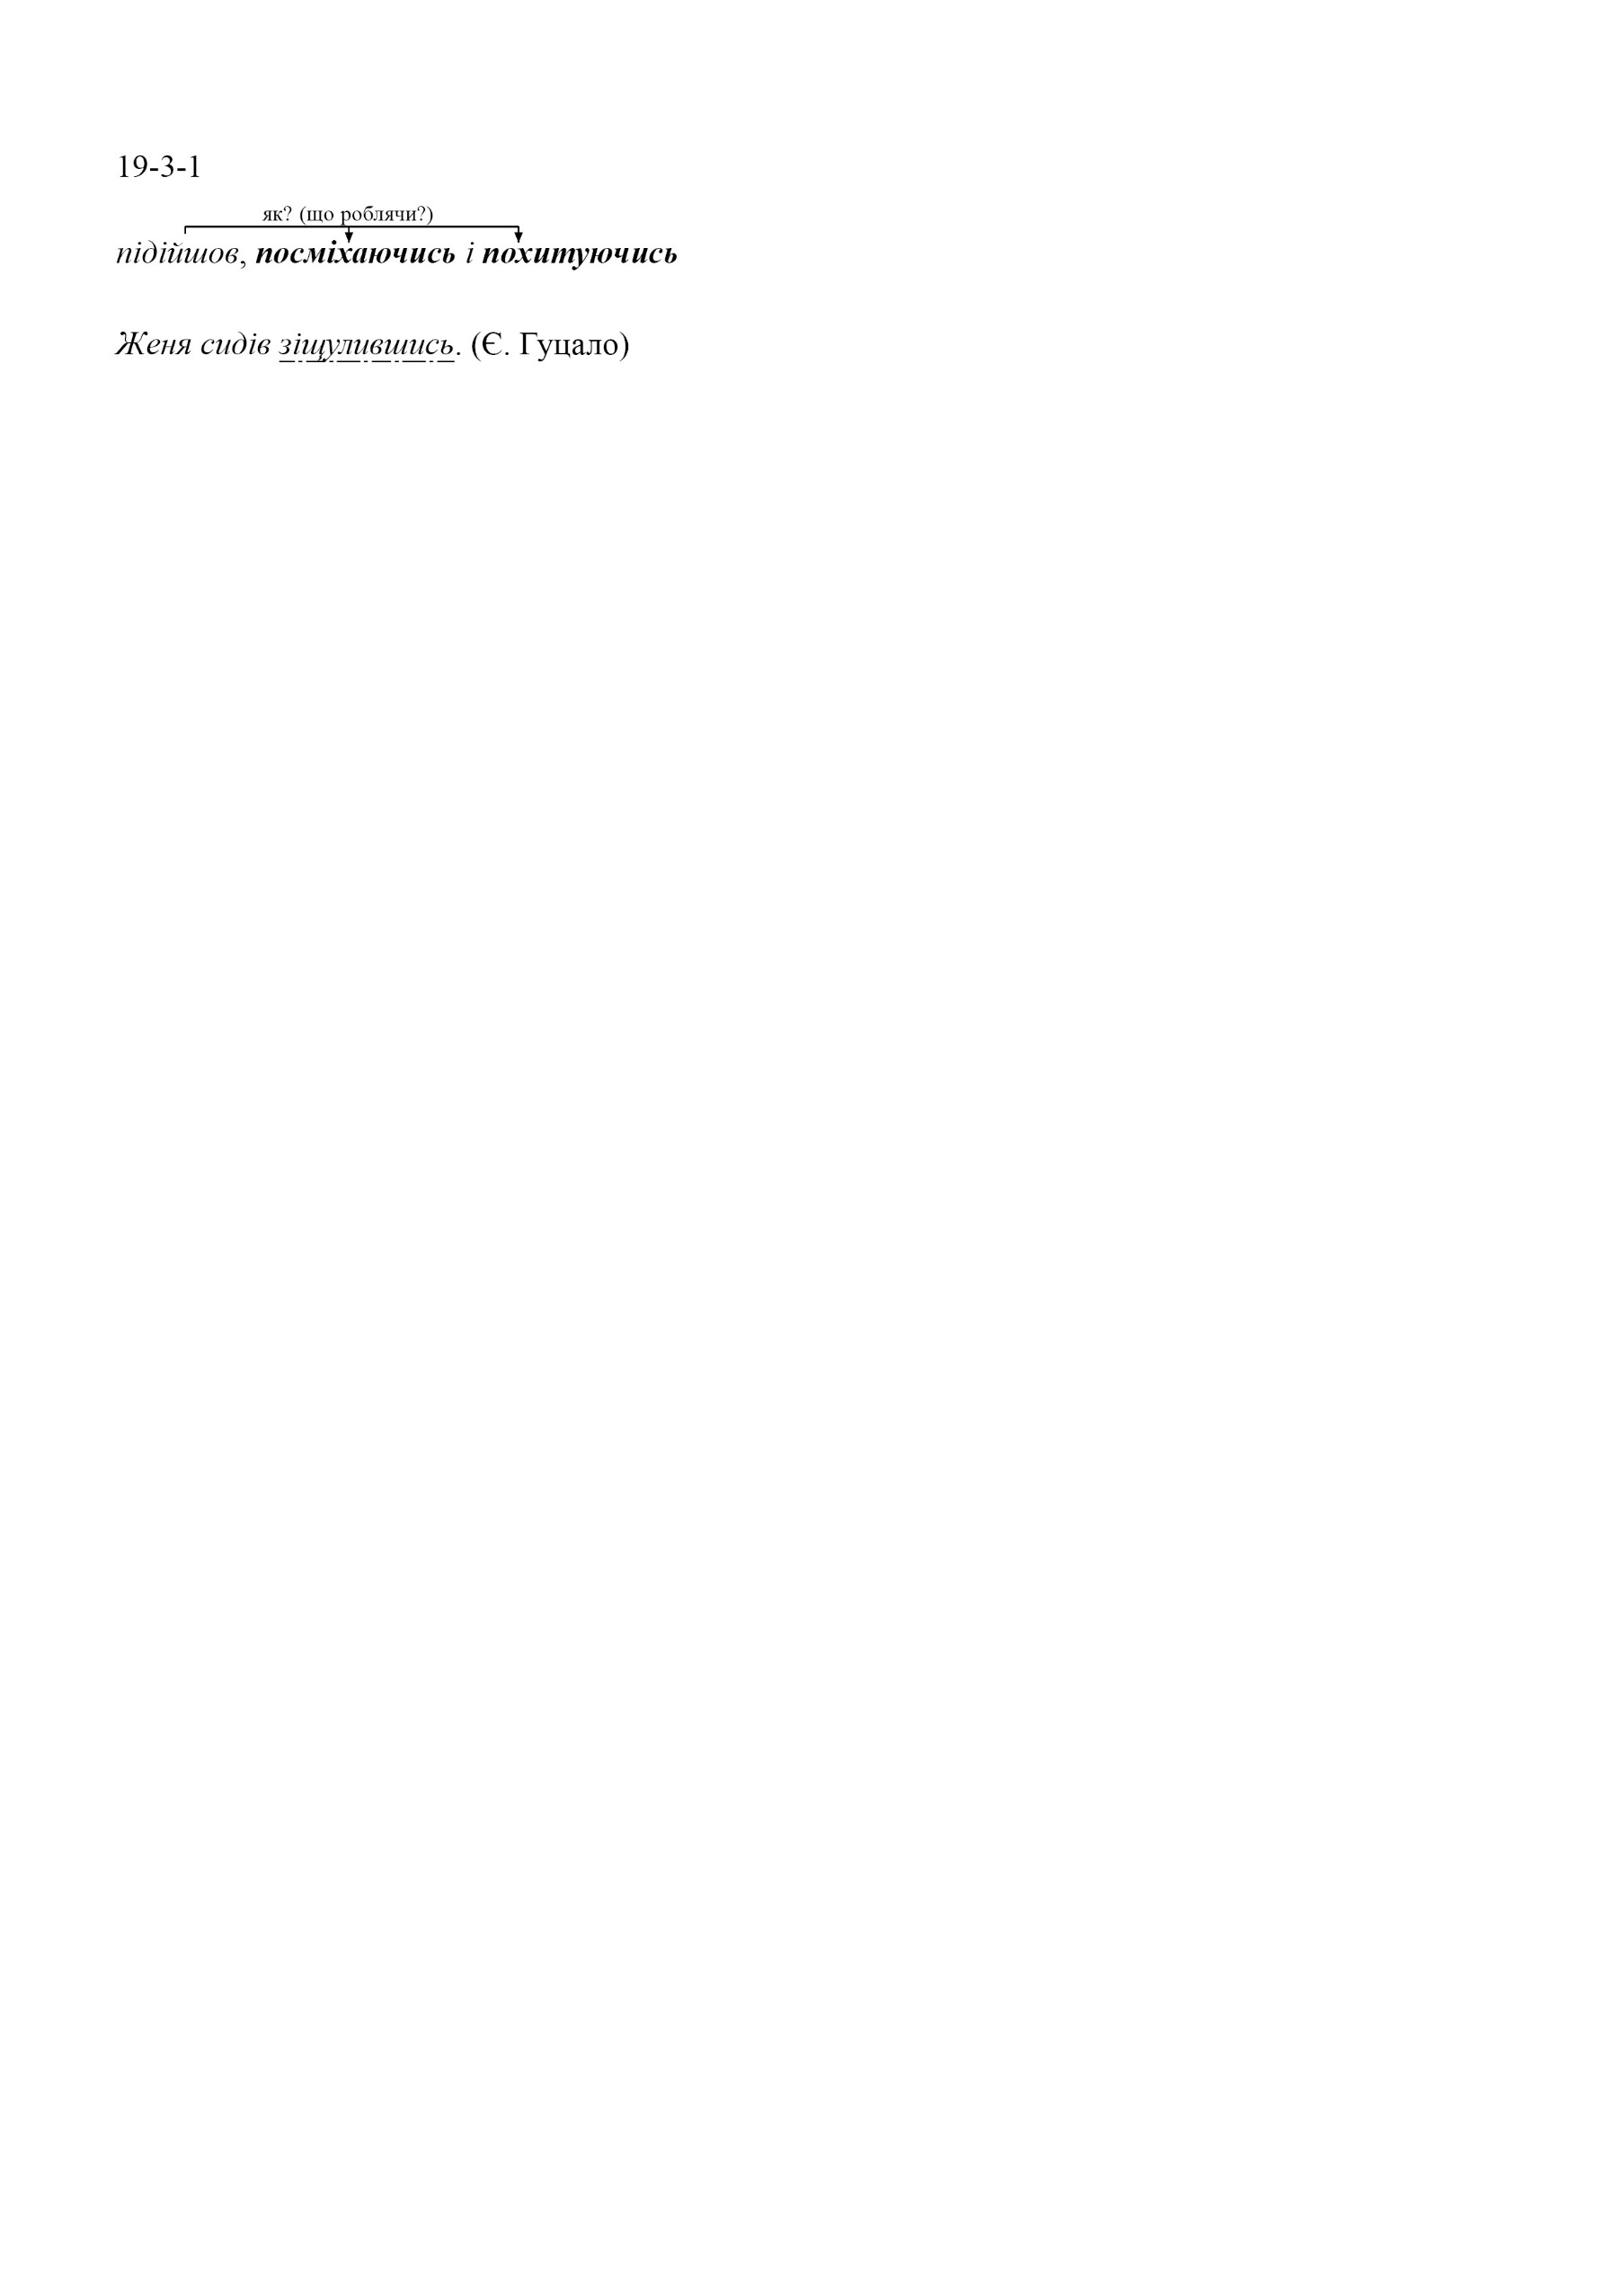 19-3-1
як? (що роблячи?)
підійшов, посміхаючись і похитуючись
Женя сидів зіщулившись. (Є. Гуцало)